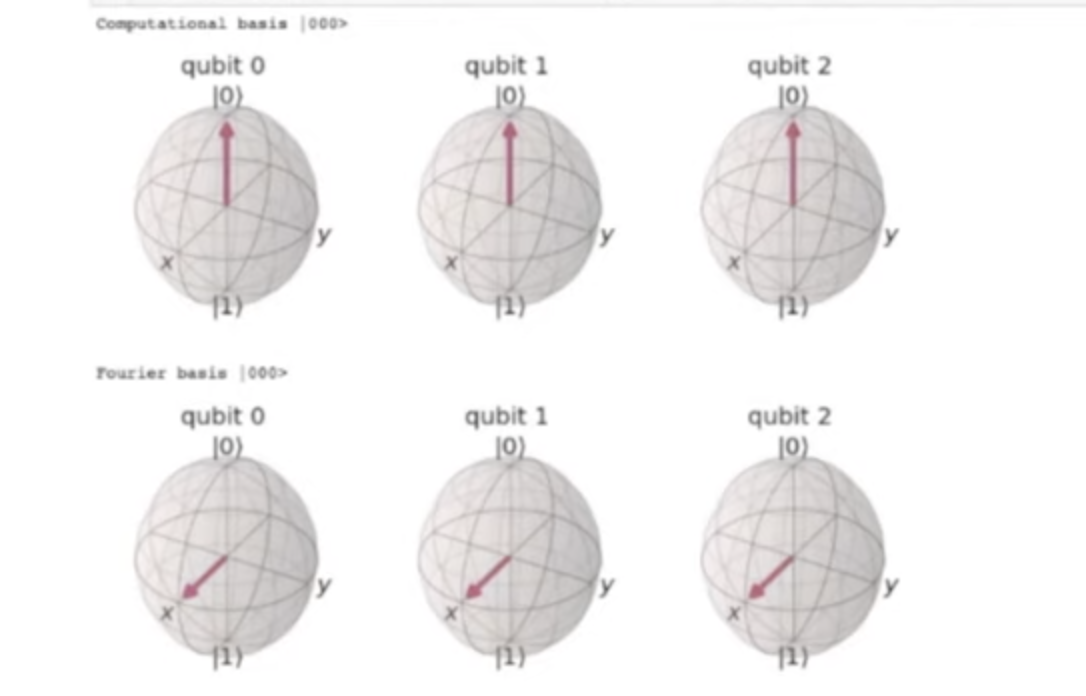 Computational basis |000>
qubit 0 qubit 1 qubit 2
|0⟩ |0⟩ |0⟩
y y y
x x x
|1⟩ |1⟩ |1⟩
Fourier basis |000>
qubit 0 qubit 1 qubit 2
|0⟩ |0⟩ |0⟩
y y y
x x x
|1⟩ |1⟩ |1⟩